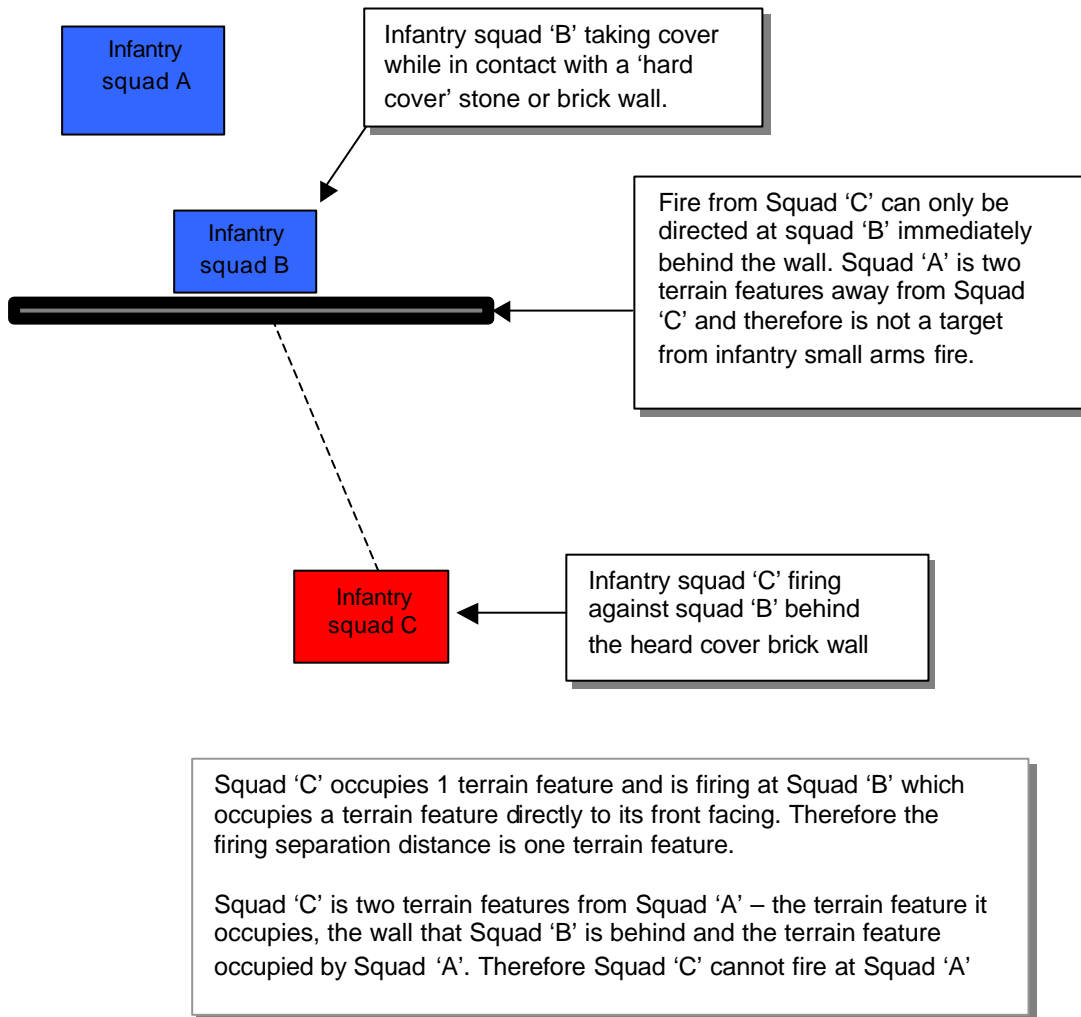 Infantry
squad A
Infantry squad ‘B’ taking cover
while in contact with a ‘hard
cover’ stone or brick wall.
Infantry
squad B
Fire from Squad ‘C’ can only be
directed at squad ‘B’ immediately
behind the wall. Squad ‘A’ is two
terrain features away from Squad
‘C’ and therefore is not a target
from infantry small arms fire.
Infantry
squad C
Infantry squad ‘C’ firing
against squad ‘B’ behind
the heard cover brick wall
Squad ‘C’ occupies 1 terrain feature and is firing at Squad ‘B’ which
occupies a terrain feature directly to its front facing. Therefore the
firing separation distance is one terrain feature.
Squad ‘C’ is two terrain features from Squad ‘A’ – the terrain feature it
occupies, the wall that Squad ‘B’ is behind and the terrain feature
occupied by Squad ‘A’. Therefore Squad ‘C’ cannot fire at Squad ‘A’